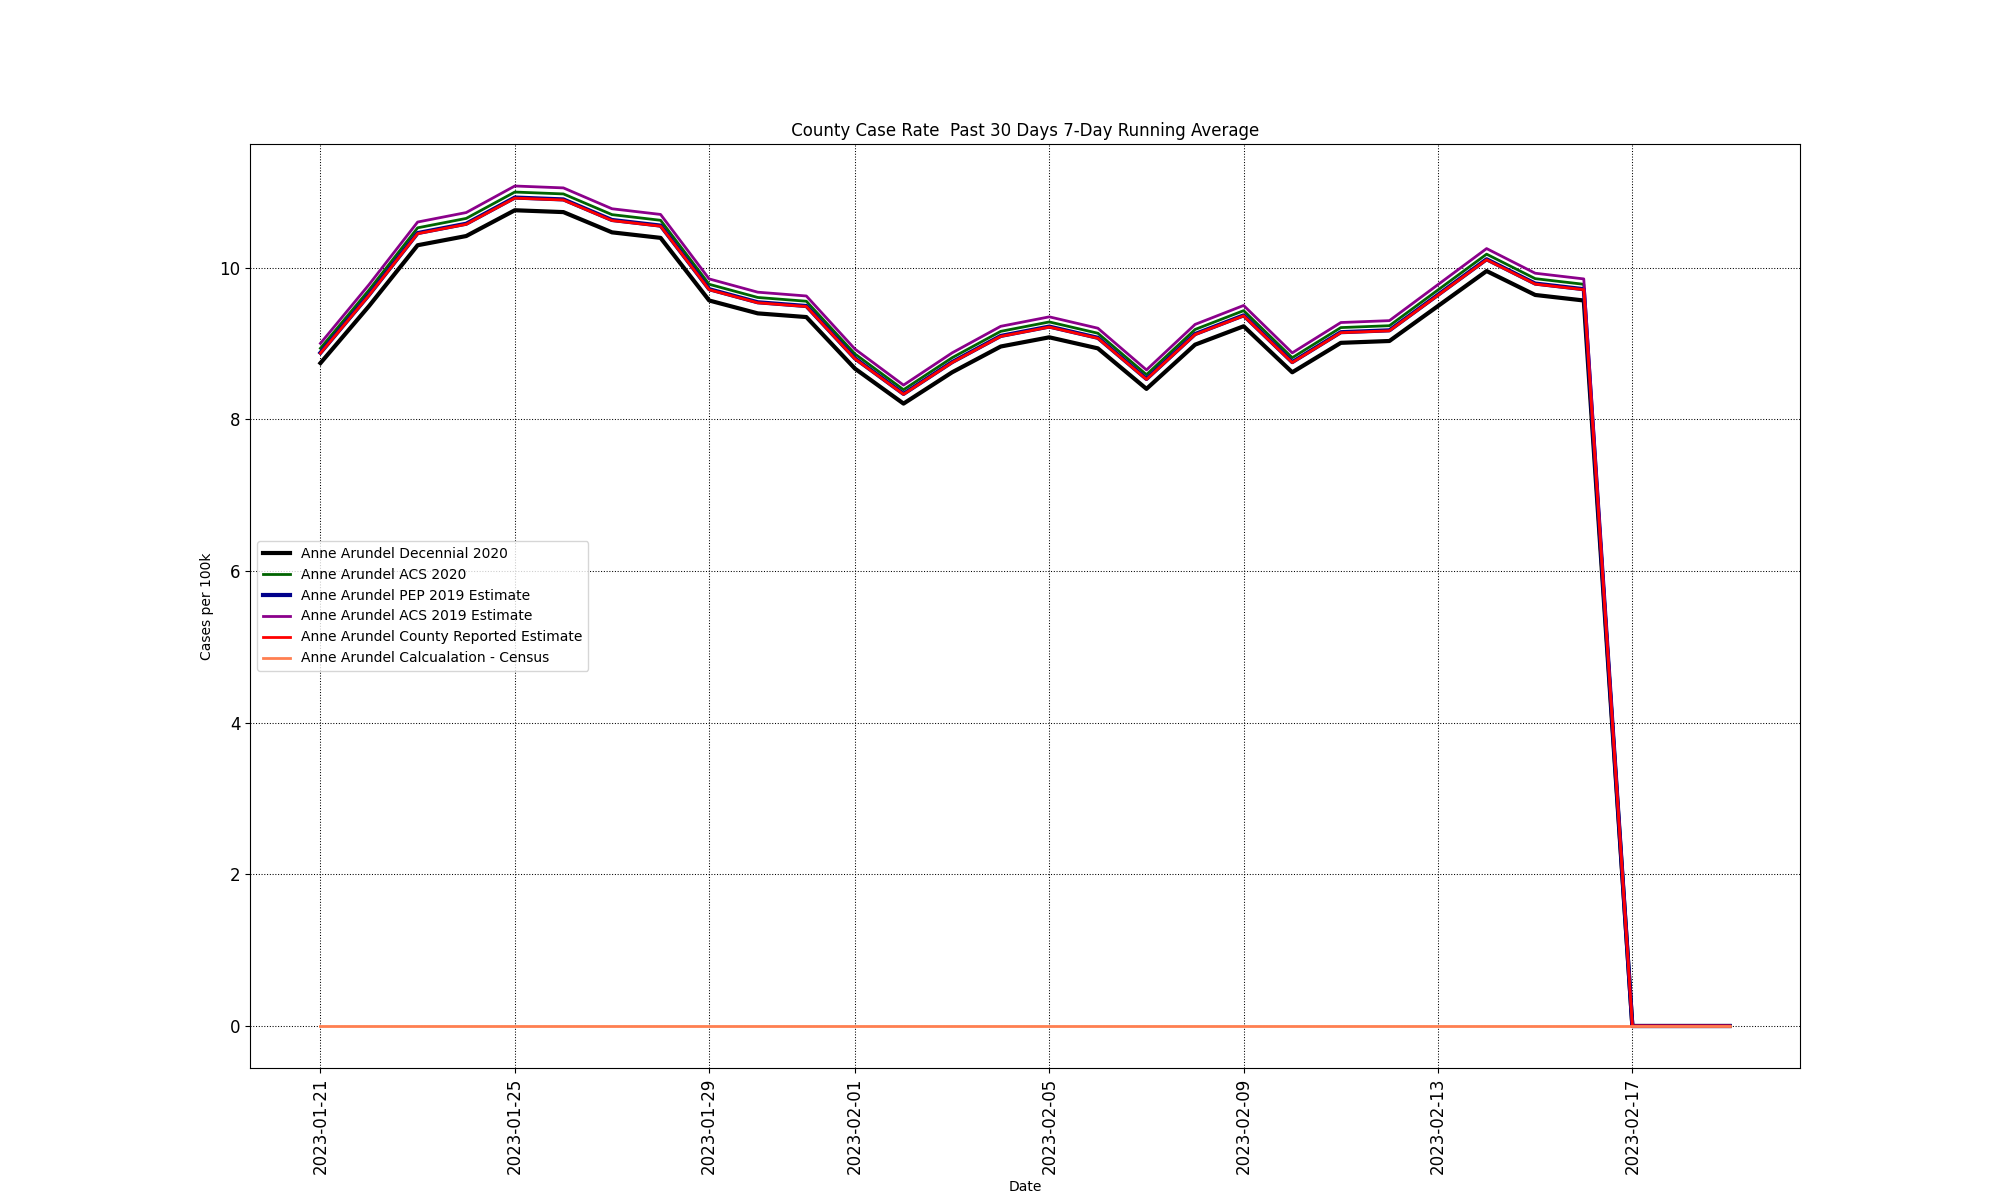 County Case Rate  Past 30 Days 7-Day Running Average
10
8
6
4
2
0
Cases per 100k
Anne Arundel Decennial 2020
Anne Arundel ACS 2020
Anne Arundel PEP 2019 Estimate
Anne Arundel ACS 2019 Estimate
Anne Arundel County Reported Estimate
Anne Arundel Calcualation - Census
2023-01-21
2023-01-25
2023-01-29
2023-02-01
2023-02-05
2023-02-09
2023-02-13
2023-02-17
Date